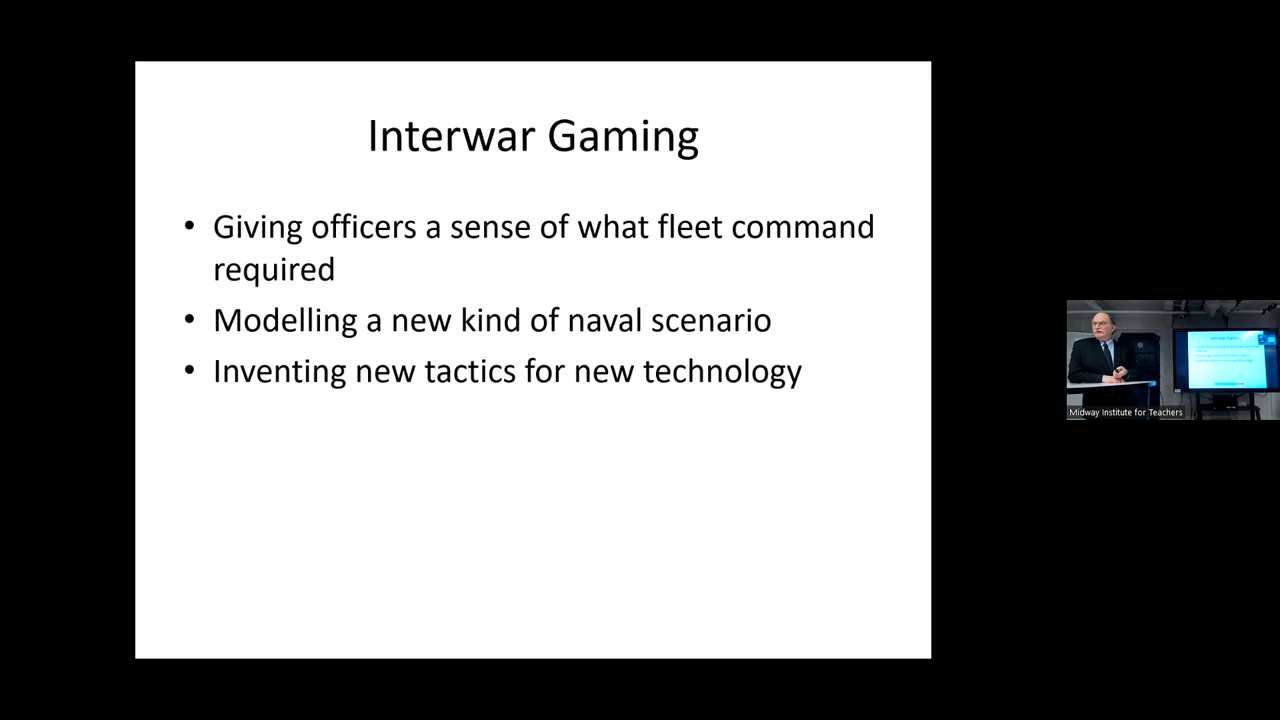 Interwar Gaming
• Giving officers a sense of what fleet command
required
• Modelling a new kind of naval scenario
• Inventing new tactics for new technology
Midway Institute for Teachers